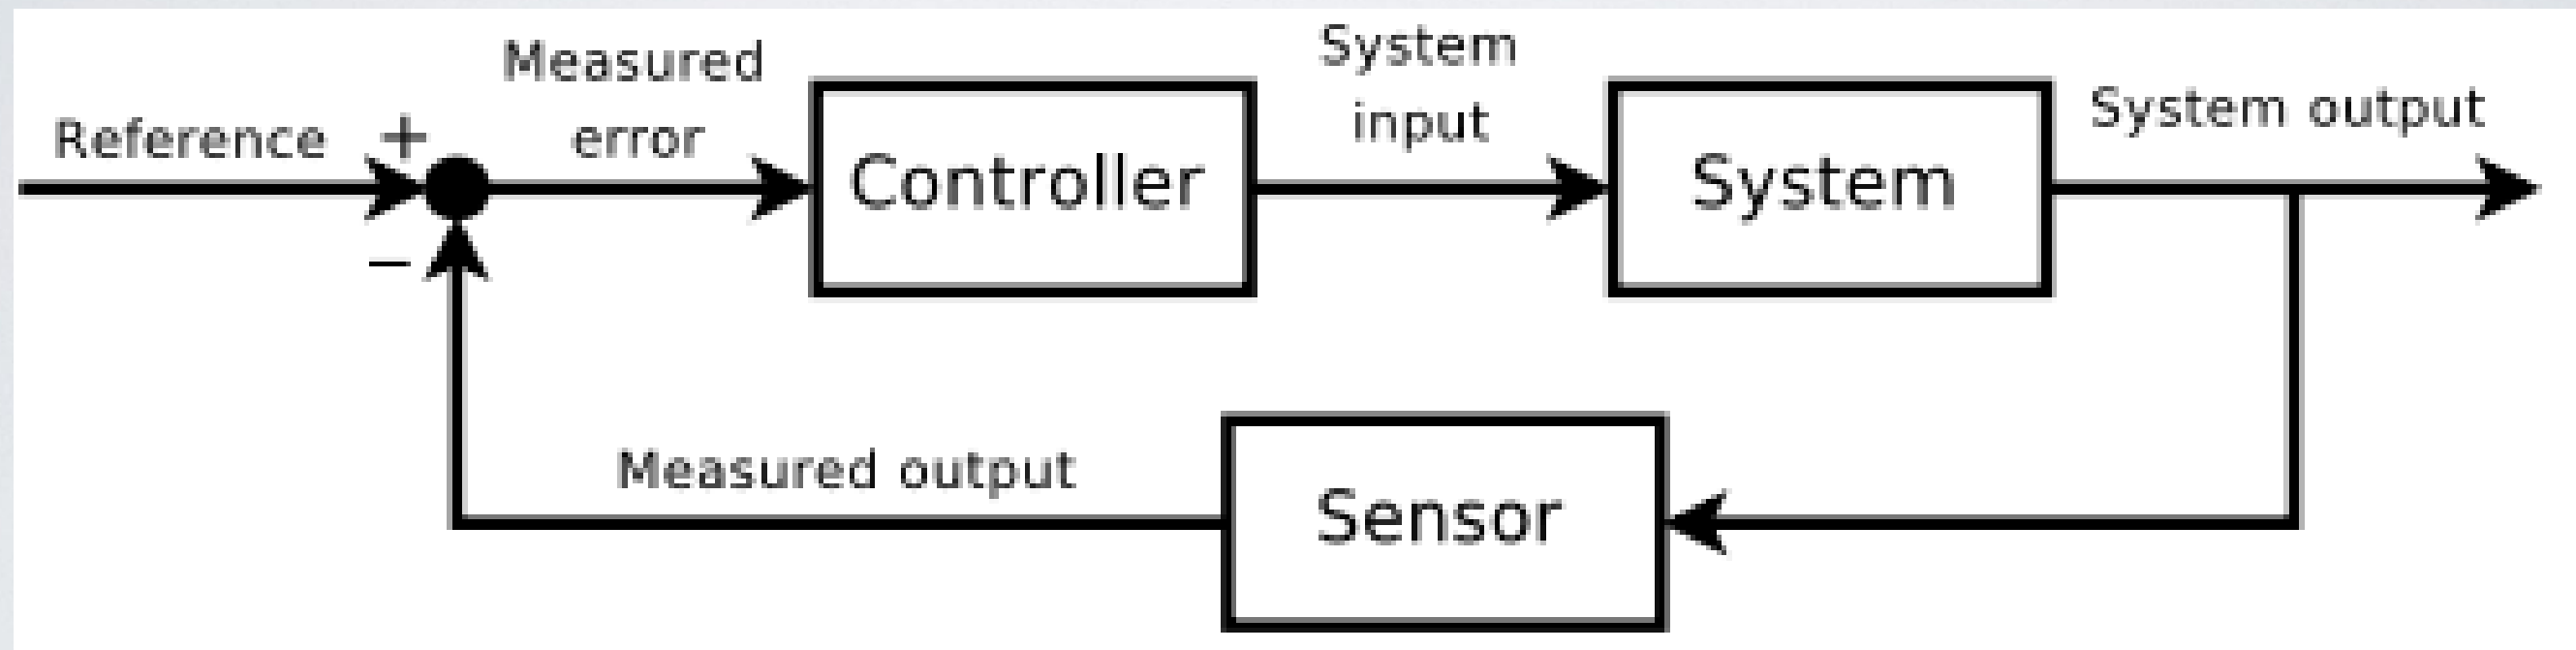 Measured
error
System
input
System output
Reference
+
Controller
System
−
Measured output
Sensor